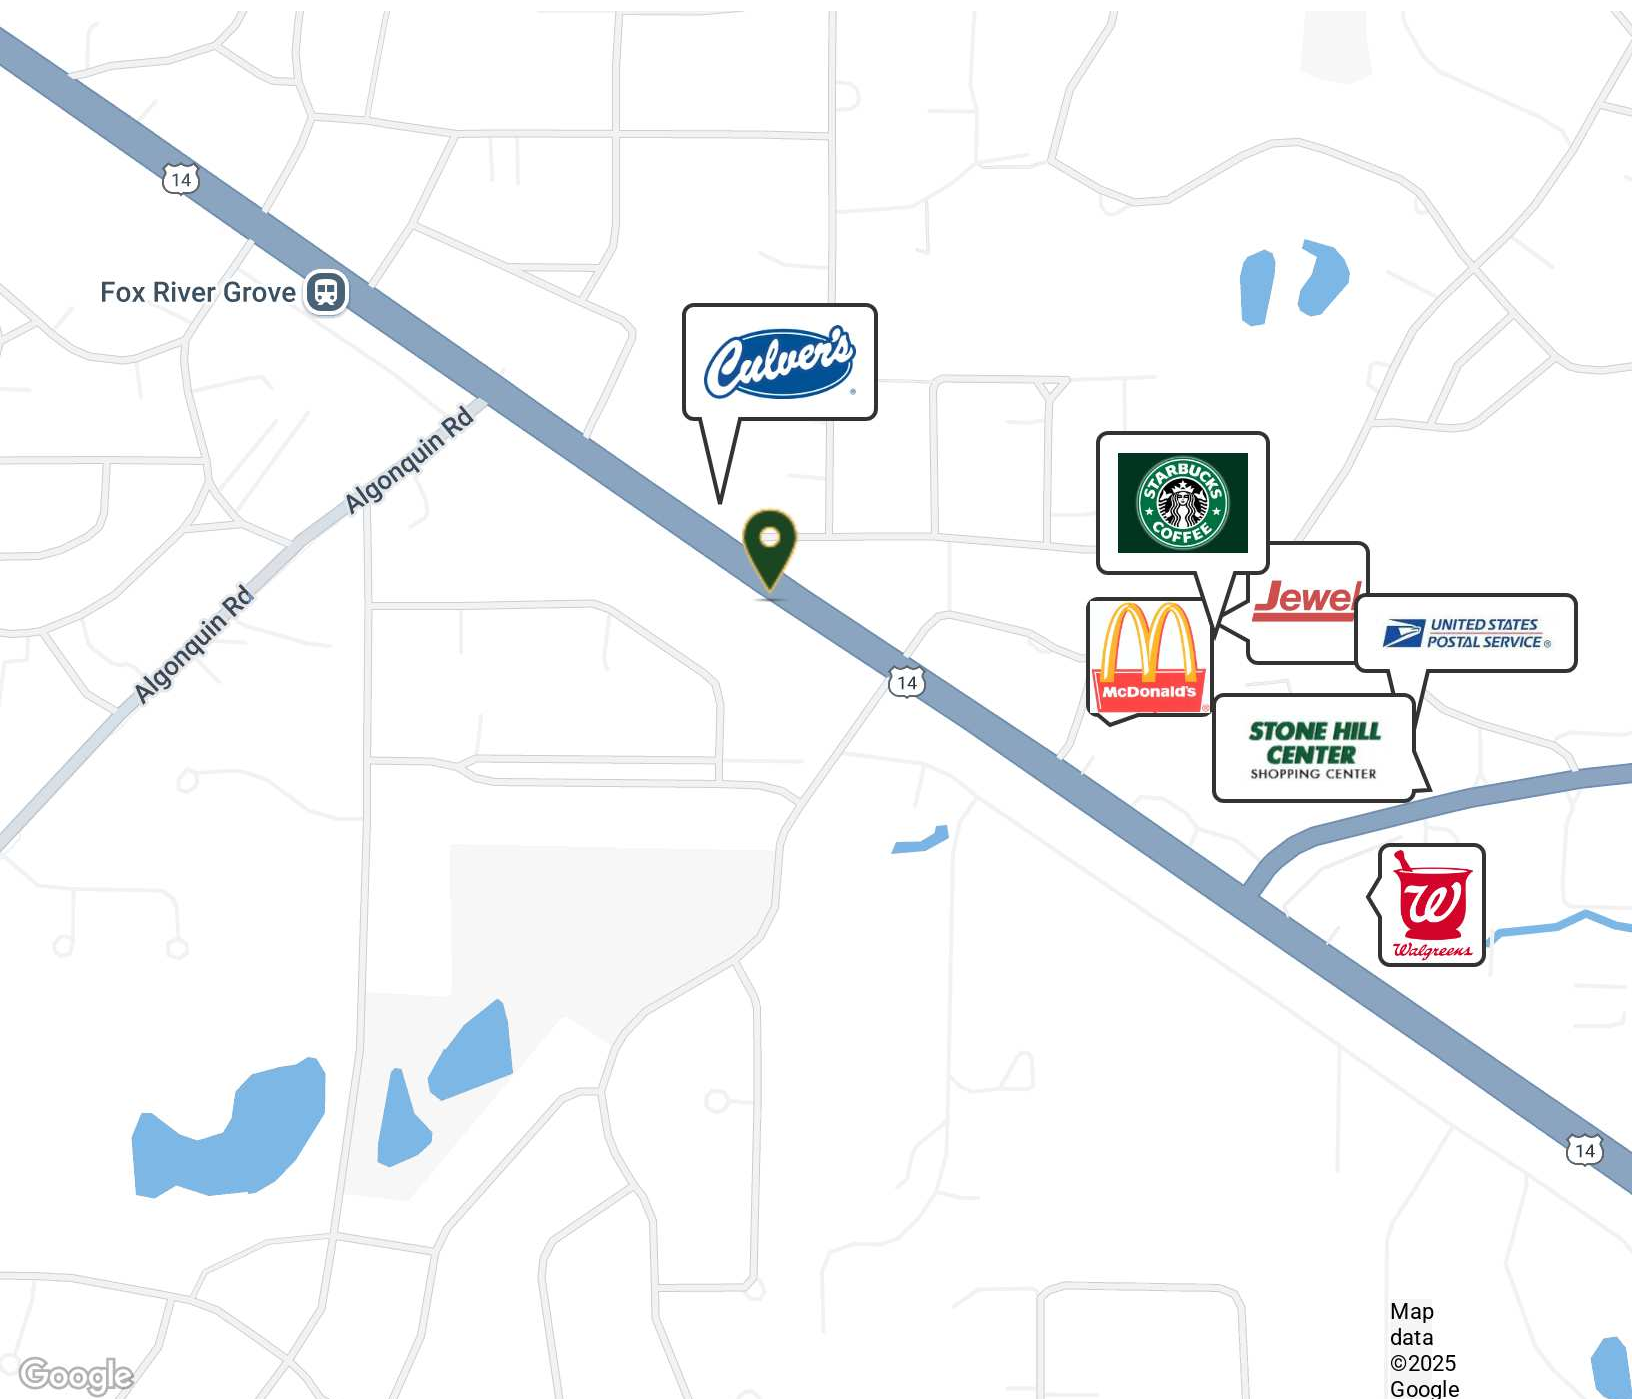 14
Fox River Grove
Culver's
®
Algonquin Rd
STARBUCKS
COFFEE
Jewel
UNITED STATES
POSTAL SERVICE®
Algonquin Rd
14
McDonald's
®
STONE HILL
CENTER
SHOPPING CENTER
W
Walgreens
14
Map
data
©2025
Google
Google